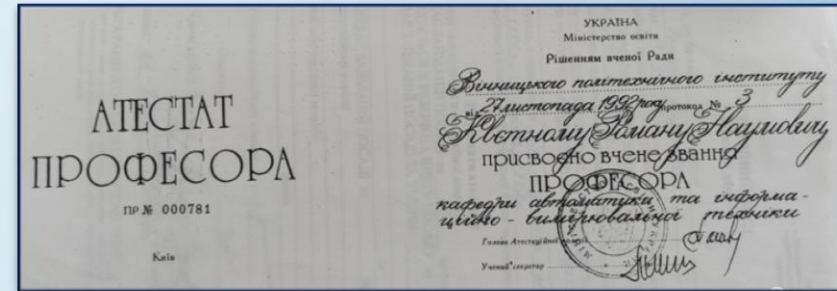 АТЕСТАТ
ПРОФЕСОРА
ПР № 000781
Київ
УКРАЇНА
Міністерство освіти
Рішенням вченої Ради
Вінницького політехнічного інституту
від 27 листопада 1992 року протокол № 3
Квєтному Роману Наумовичу
присвоєно вчене звання
ПРОФЕСОРА
кафедри автоматики та інформа-
ційно-вимірювальної техніки
Голова Атестаційної
Учений секретар